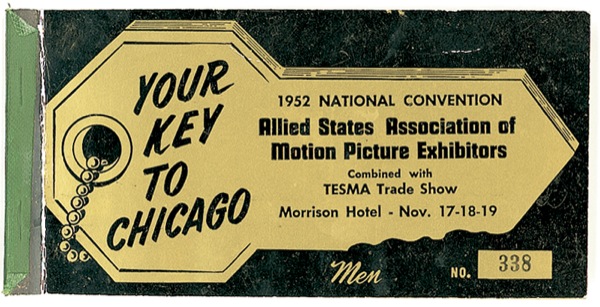 YOUR
KEY
TO
CHICAGO
1952 NATIONAL CONVENTION
Allied States Association of
Motion Picture Exhibitors
Combined with
TESMA Trade Show
Morrison Hotel - Nov. 17-18-19
Men
NO. 338